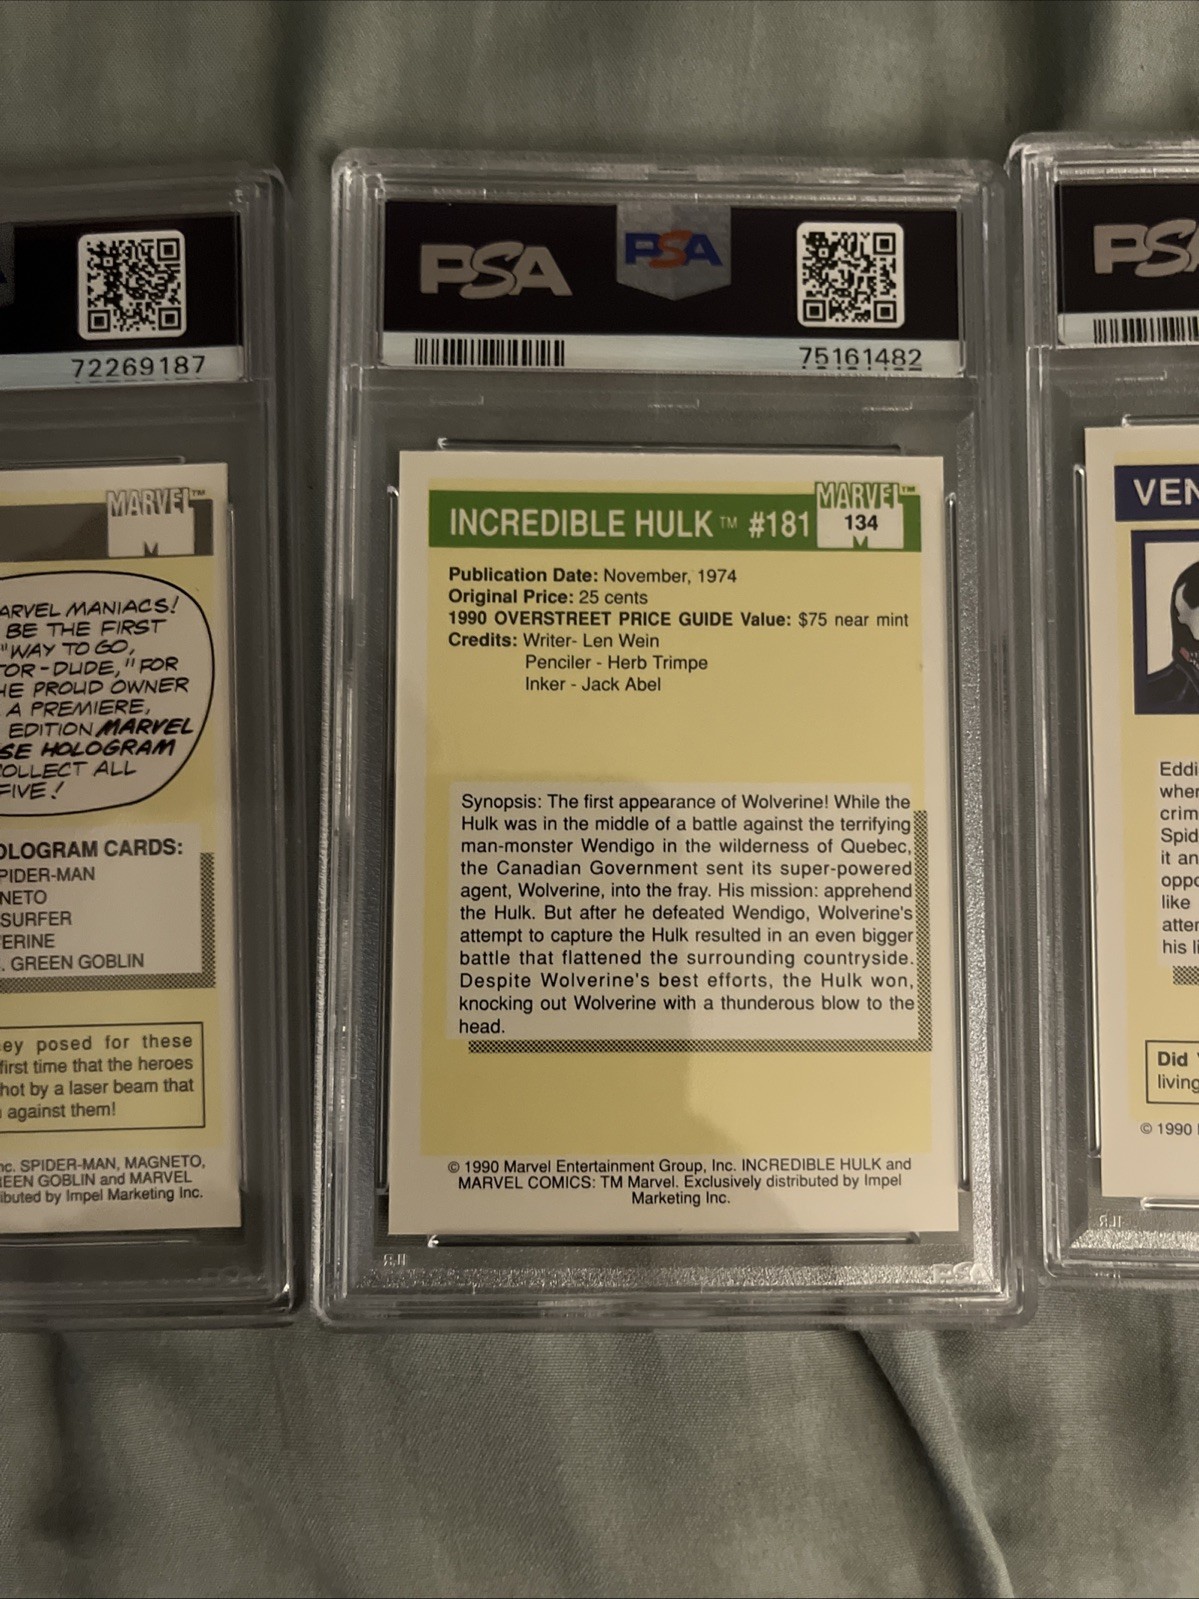 72269187
MARVEL™
M
ARVEL MANIACS!
BE THE FIRST
"WAY TO GO,
TOR-DUDE," FOR
HE PROUD OWNER
A PREMIERE,
EDITION MARVEL
SE HOLOGRAM
COLLECT ALL
FIVE!
OLOGRAM CARDS:
PIDER-MAN
NETO
SURFER
ERINE
. GREEN GOBLIN
ey posed for these
first time that the heroes
hot by a laser beam that
against them!
nc. SPIDER-MAN, MAGNETO,
REEN GOBLIN and MARVEL
ributed by Impel Marketing Inc.
PSA PSA
75161482
INCREDIBLE HULK™ #181
MARVEL™
134
M
Publication Date: November, 1974
Original Price: 25 cents
1990 OVERSTREET PRICE GUIDE Value: $75 near mint
Credits: Writer- Len Wein
Penciler - Herb Trimpe
Inker - Jack Abel
Synopsis: The first appearance of Wolverine! While the
Hulk was in the middle of a battle against the terrifying
man-monster Wendigo in the wilderness of Quebec,
the Canadian Government sent its super-powered
agent, Wolverine, into the fray. His mission: apprehend
the Hulk. But after he defeated Wendigo, Wolverine's
attempt to capture the Hulk resulted in an even bigger
battle that flattened the surrounding countryside.
Despite Wolverine's best efforts, the Hulk won,
knocking out Wolverine with a thunderous blow to the
head.
© 1990 Marvel Entertainment Group, Inc. INCREDIBLE HULK and
MARVEL COMICS: TM Marvel. Exclusively distributed by Impel
Marketing Inc.
PSA
PSA
VEN
Eddi
when
crim
Spid
it an
oppo
like
atter
his li
Did
living
© 1990